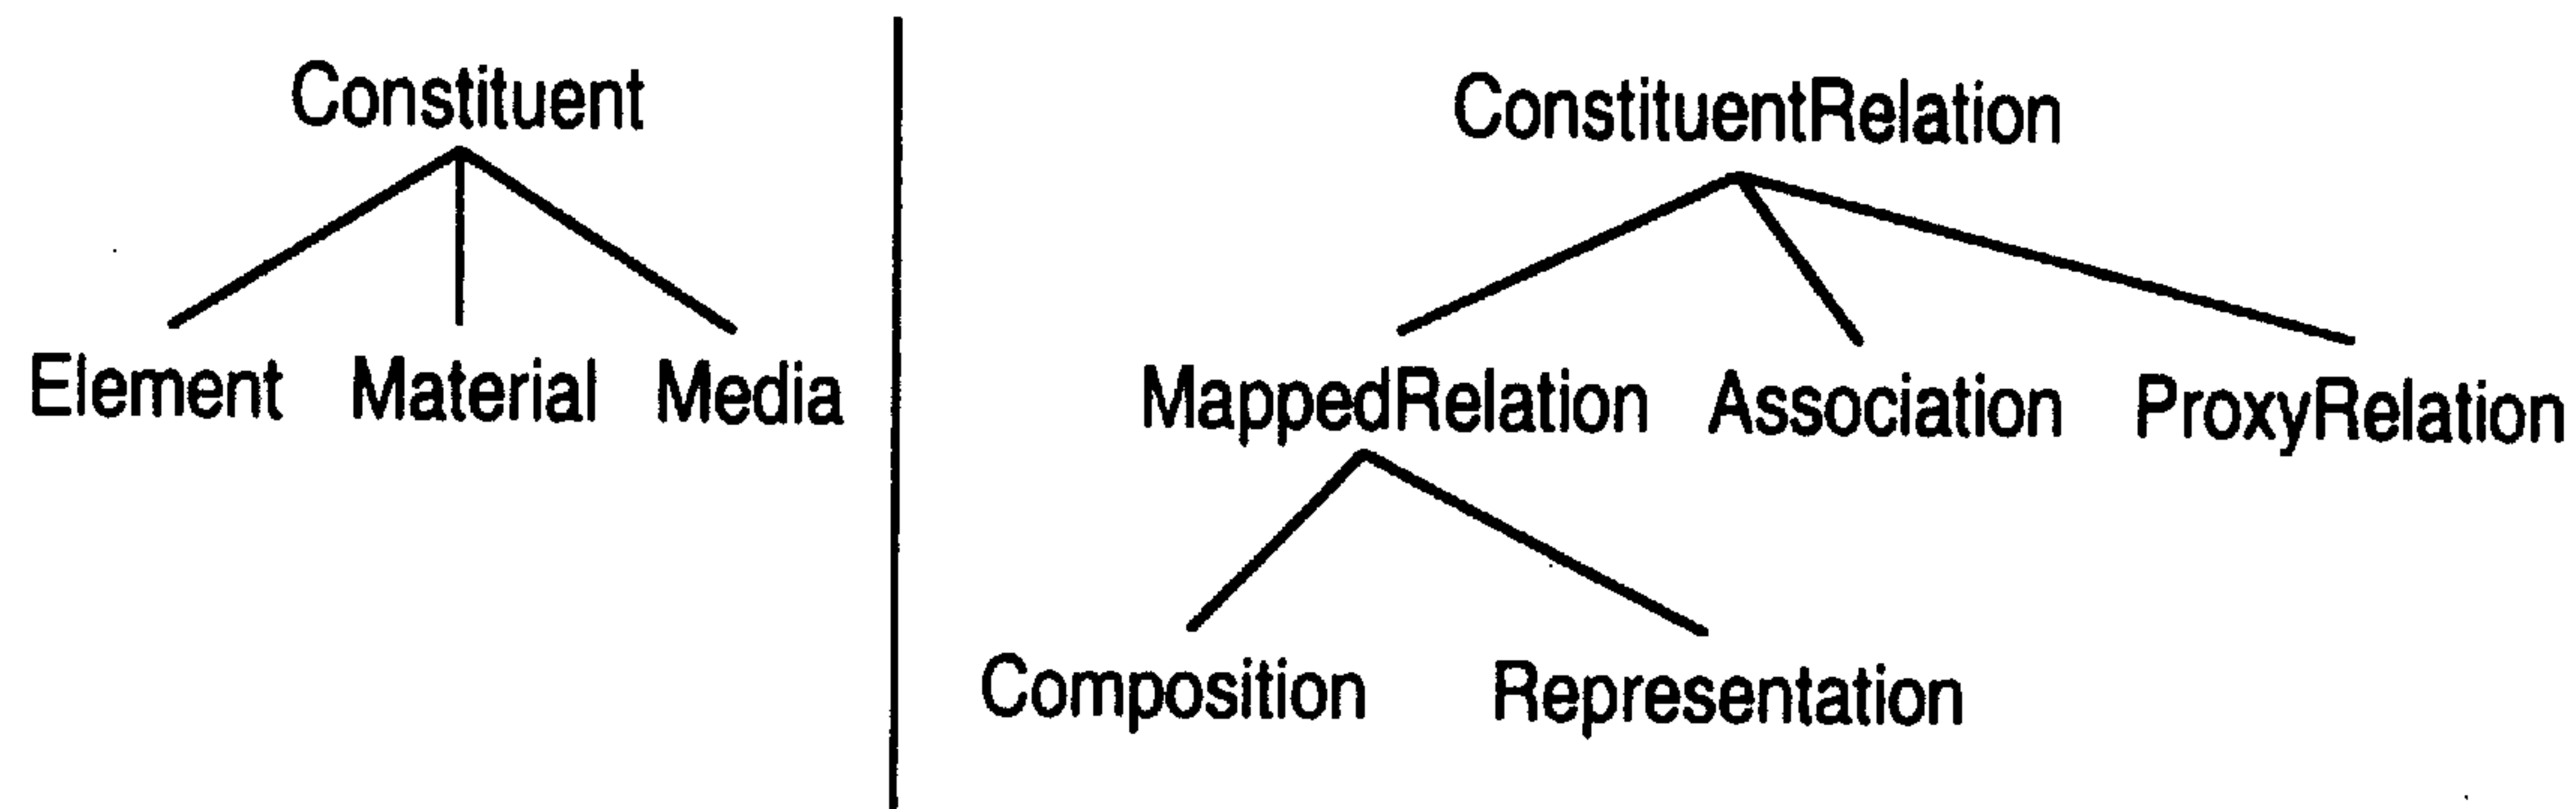 Constituent
Element Material Media
ConstituentRelation
MappedRelation Association ProxyRelation
Composition Representation